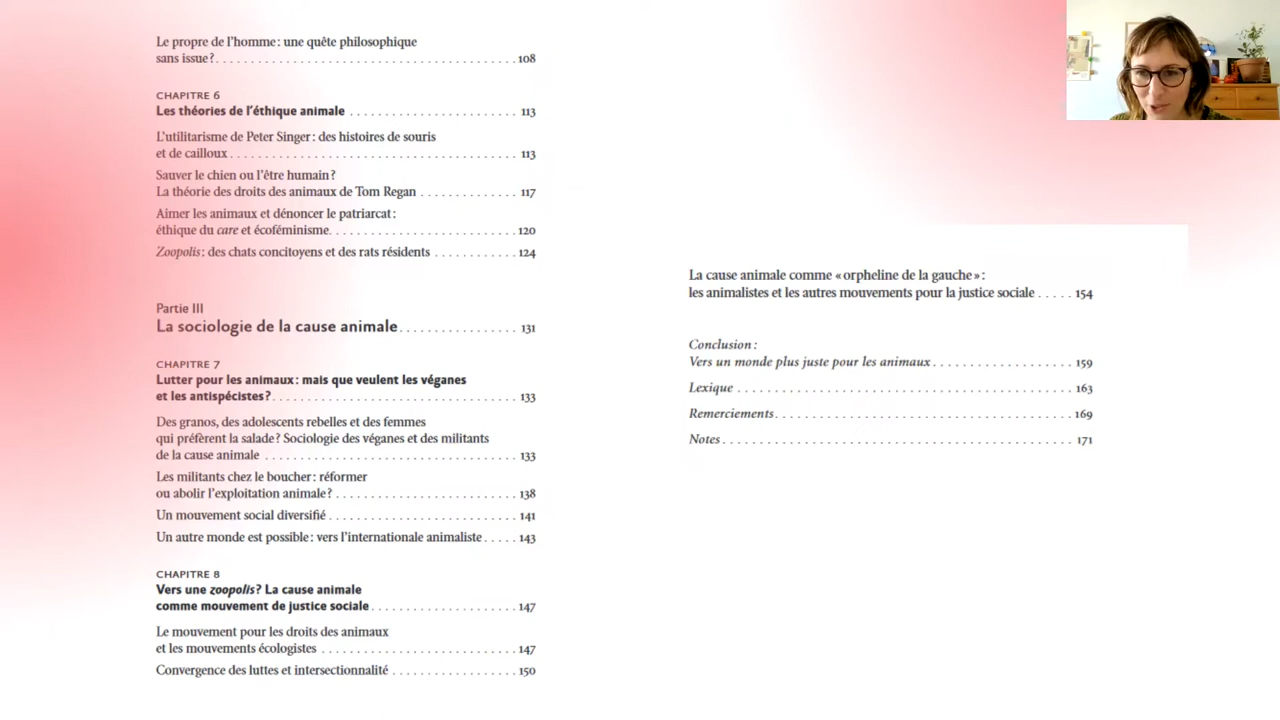 Le propre de l'homme : une quête philosophique
sans issue ? . . . . . . . . . . . . . . . . . . . . . . . . . . . . . . . . . . . . . . . . 108
CHAPITRE 6
Les théories de l'éthique animale . . . . . . . . . . . . . . . . . . . . . 113
L'utilitarisme de Peter Singer : des histoires de souris
et de cailloux . . . . . . . . . . . . . . . . . . . . . . . . . . . . . . . . . . . . . . 113
Sauver le chien ou l'être humain ?
La théorie des droits des animaux de Tom Regan . . . . . . . . . . . . 117
Aimer les animaux et dénoncer le patriarcat :
éthique du care et écoféminisme. . . . . . . . . . . . . . . . . . . . . . . . 120
Zoopolis : des chats concitoyens et des rats résidents . . . . . . . . . . 124
Partie III
La sociologie de la cause animale . . . . . . . . . . . . . . . . 131
CHAPITRE 7
Lutter pour les animaux : mais que veulent les véganes
et les antispécistes ? . . . . . . . . . . . . . . . . . . . . . . . . . . . . . . . 133
Des granos, des adolescents rebelles et des femmes
qui préfèrent la salade ? Sociologie des véganes et des militants
de la cause animale . . . . . . . . . . . . . . . . . . . . . . . . . . . . . . . . 133
Les militants chez le boucher : réformer
ou abolir l'exploitation animale ? . . . . . . . . . . . . . . . . . . . . . . . 138
Un mouvement social diversifié . . . . . . . . . . . . . . . . . . . . . . . . 141
Un autre monde est possible : vers l'internationale animaliste . . . . . 143
CHAPITRE 8
Vers une zoopolis ? La cause animale
comme mouvement de justice sociale . . . . . . . . . . . . . . . . . . 147
Le mouvement pour les droits des animaux
et les mouvements écologistes . . . . . . . . . . . . . . . . . . . . . . . . 147
Convergence des luttes et intersectionnalité . . . . . . . . . . . . . . . 150
La cause animale comme « orpheline de la gauche » :
les animalistes et les autres mouvements pour la justice sociale . . . . . 154
Conclusion :
Vers un monde plus juste pour les animaux . . . . . . . . . . . . . . . . . 159
Lexique . . . . . . . . . . . . . . . . . . . . . . . . . . . . . . . . . . . . . . . . 163
Remerciements . . . . . . . . . . . . . . . . . . . . . . . . . . . . . . . . . . . 169
Notes . . . . . . . . . . . . . . . . . . . . . . . . . . . . . . . . . . . . . . . . . . 171